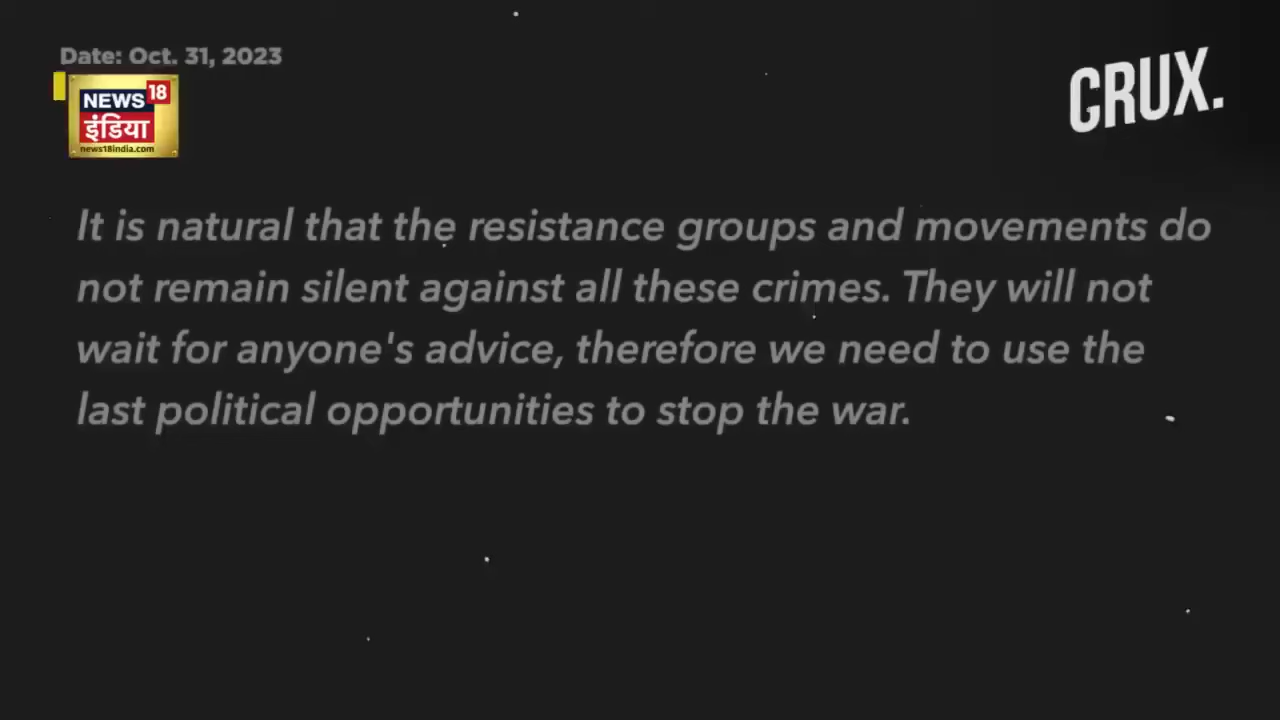 Date: Oct. 31, 2023
CRUX.
NEWS 18
इंडिया
news18india.com
It is natural that the resistance groups and movements do
not remain silent against all these crimes. They will not
wait for anyone's advice, therefore we need to use the
last political opportunities to stop the war.